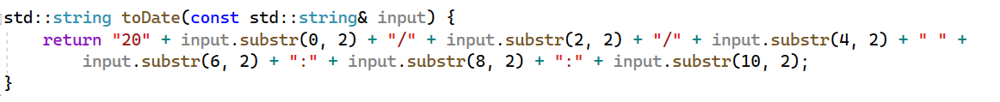 std::string toDate(const std::string& input) {
    return "20" + input.substr(0, 2) + "/" + input.substr(2, 2) + "/" + input.substr(4, 2) + " " +
        input.substr(6, 2) + ":" + input.substr(8, 2) + ":" + input.substr(10, 2);
}